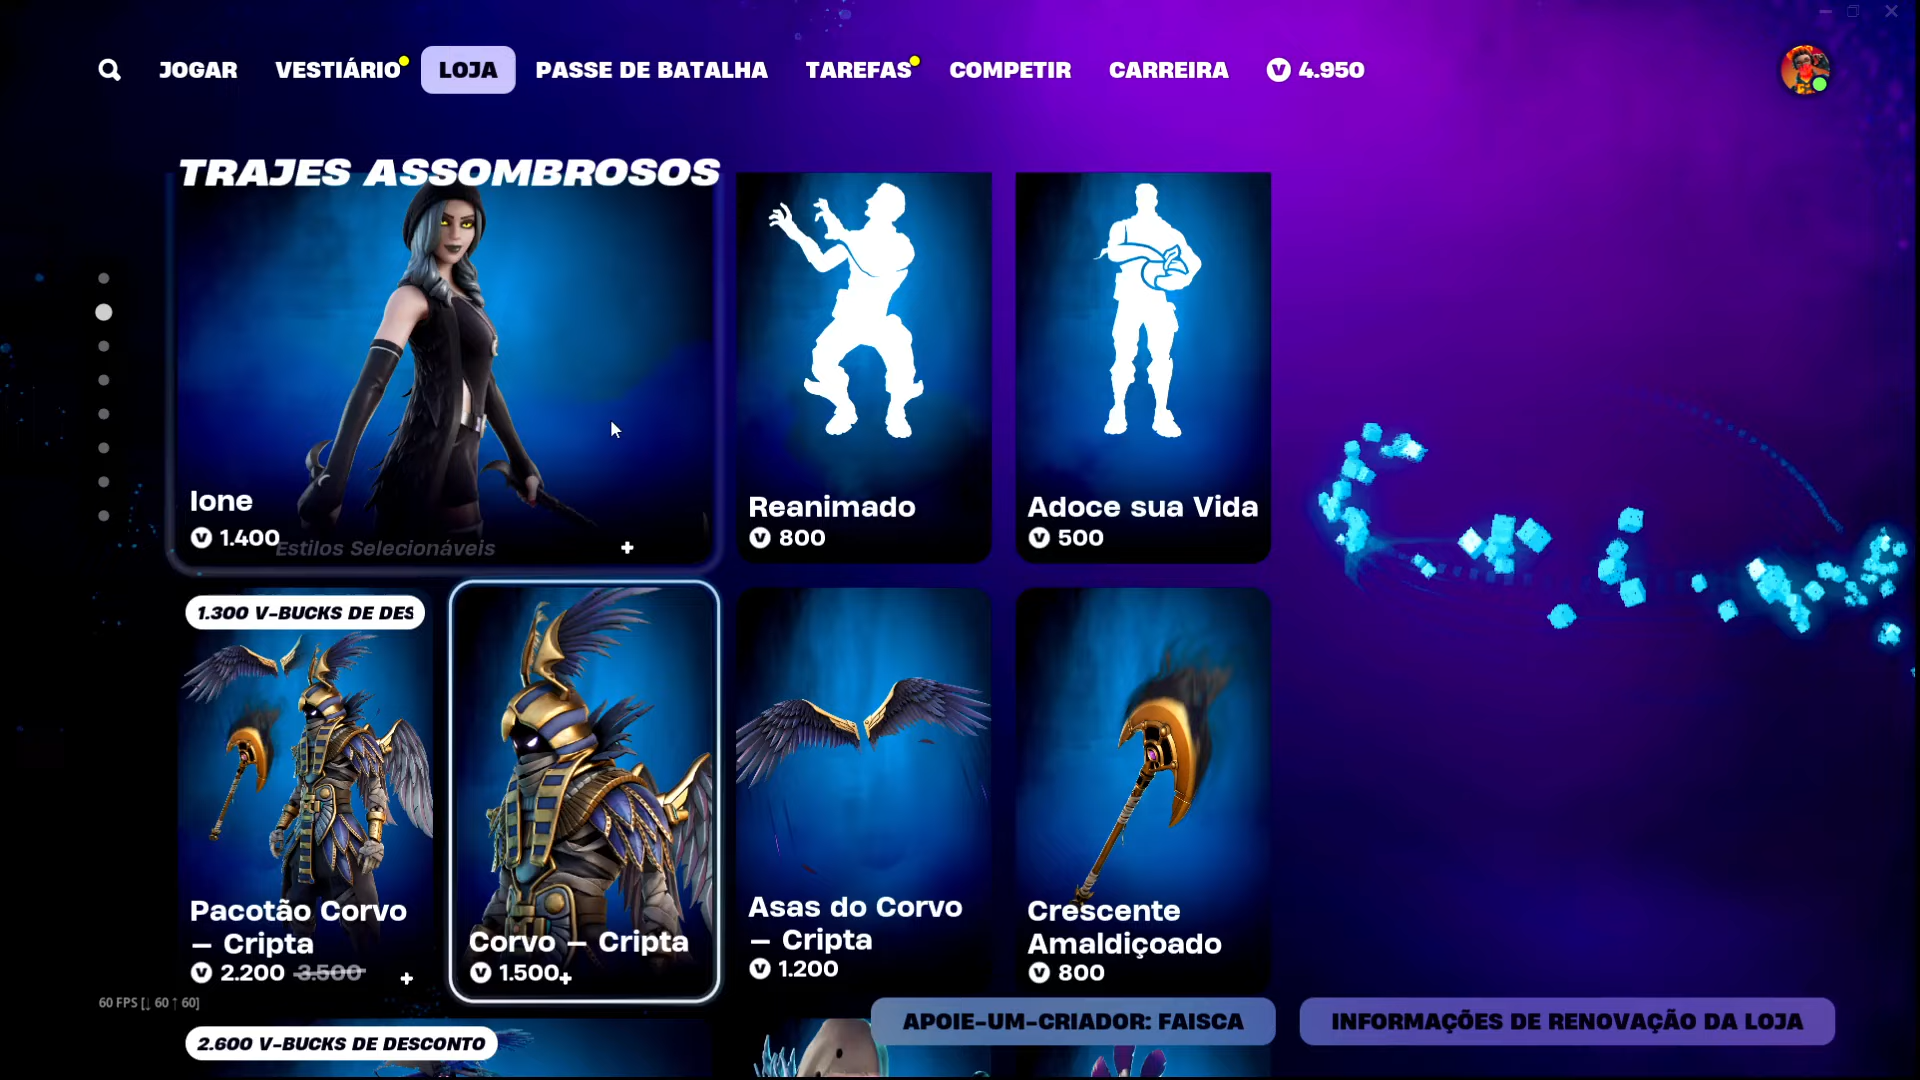 JOGAR
VESTIÁRIO
LOJA
PASSE DE BATALHA
TAREFAS
COMPETIR
CARREIRA
4.950
TRAJES ASSOMBROSOS
Ione
1.400
Estilos Selecionáveis
+
Reanimado
800
Adoce sua Vida
500
1.300 V-BUCKS DE DES
Pacotão Corvo
— Cripta
2.200 3.500
+
Corvo — Cripta
1.500
+
Asas do Corvo
— Cripta
1.200
Crescente
Amaldiçoado
800
60 FPS [↓ 60 ↑ 60]
2.600 V-BUCKS DE DESCONTO
APOIE-UM-CRIADOR: FAISCA
INFORMAÇÕES DE RENOVAÇÃO DA LOJA